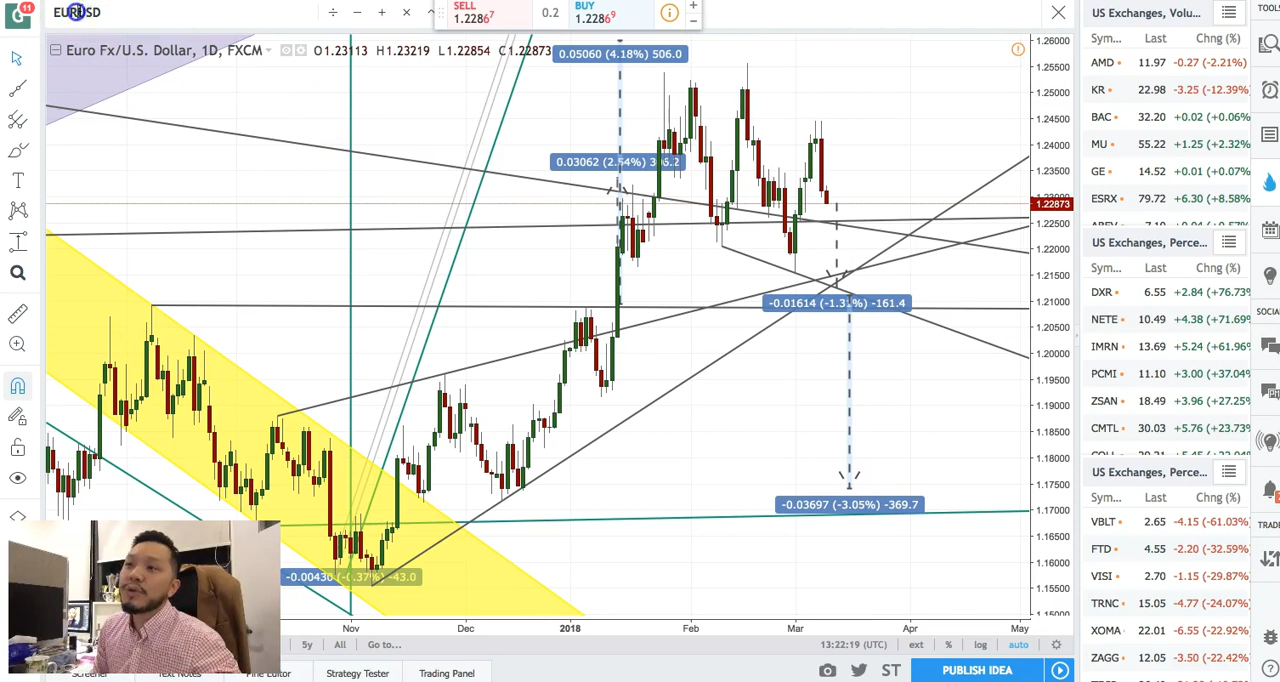 11
EURUSD
÷ − + × ^
SELL
1.22867
0.2
BUY
1.22869
+
−
Euro Fx/U.S. Dollar, 1D, FXCM
O1.23113 H1.23219 L1.22854 C1.22873
0.05060 (4.18%) 506.0
-0.01614 -161.4
-0.03697 (-3.05%) -369.7
-0.00430 (-0.37%) -43.0
1.26000
1.25500
1.25000
1.24500
1.24000
1.23500
1.22873
1.22500
1.22000
1.21500
1.21000
1.20500
1.20000
1.19500
1.19000
1.18500
1.18000
1.17500
1.17000
1.16500
1.16000
1.15500
1.15000
Nov Dec 2018 Feb Mar Apr May
5y All Go to... 13:22:19 (UTC) ext % log auto
Strategy Tester Trading Panel
ST PUBLISH IDEA
US Exchanges, Volu...
Sym... Last Chng (%)
AMD 11.97 -0.27 (-2.21%)
KR 22.98 -3.25 (-12.39%)
BAC 32.20 +0.02 (+0.06%)
MU 55.22 +1.25 (+2.32%)
GE 14.52 +0.01 (+0.07%)
ESRX 79.72 +6.30 (+8.58%)
US Exchanges, Perce...
Sym... Last Chng (%)
DXR 6.55 +2.84 (+76.73%
NETE 10.49 +4.38 (+71.69%
IMRN 13.69 +5.24 (+61.96%
PCMI 11.10 +3.00 (+37.04%
ZSAN 18.49 +3.96 (+27.25%
CMTL 30.03 +5.76 (+23.73%
US Exchanges, Perce...
Sym... Last Chng (%)
VBLT 2.65 -4.15 (-61.03%)
FTD 4.55 -2.20 (-32.59%)
VISI 2.70 -1.15 (-29.87%)
TRNC 15.05 -4.77 (-24.07%)
XOMA 22.01 -6.55 (-22.92%)
ZAGG 12.05 -3.50 (-22.42%)
TOOLS
SOCIA
TRADE